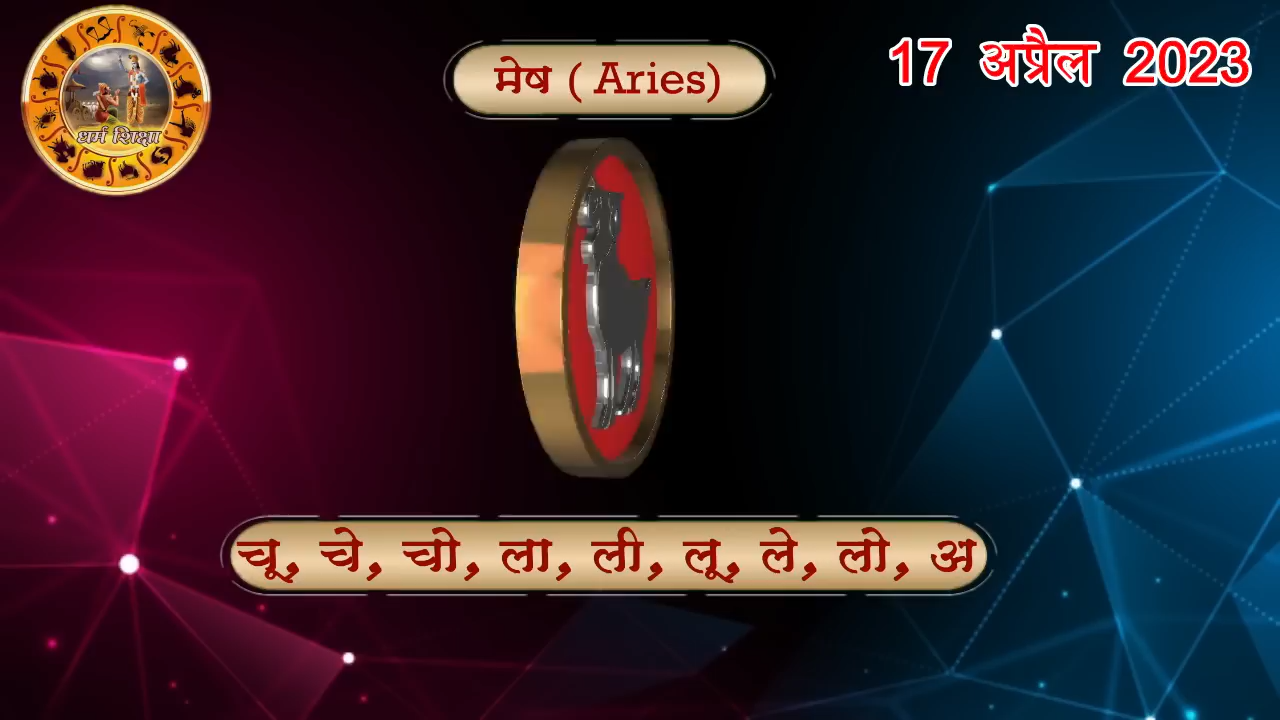 धर्म शिक्षा
मेष ( Aries)
17 अप्रैल 2023
चू, चे, चो, ला, ली, लू, ले, लो, अ